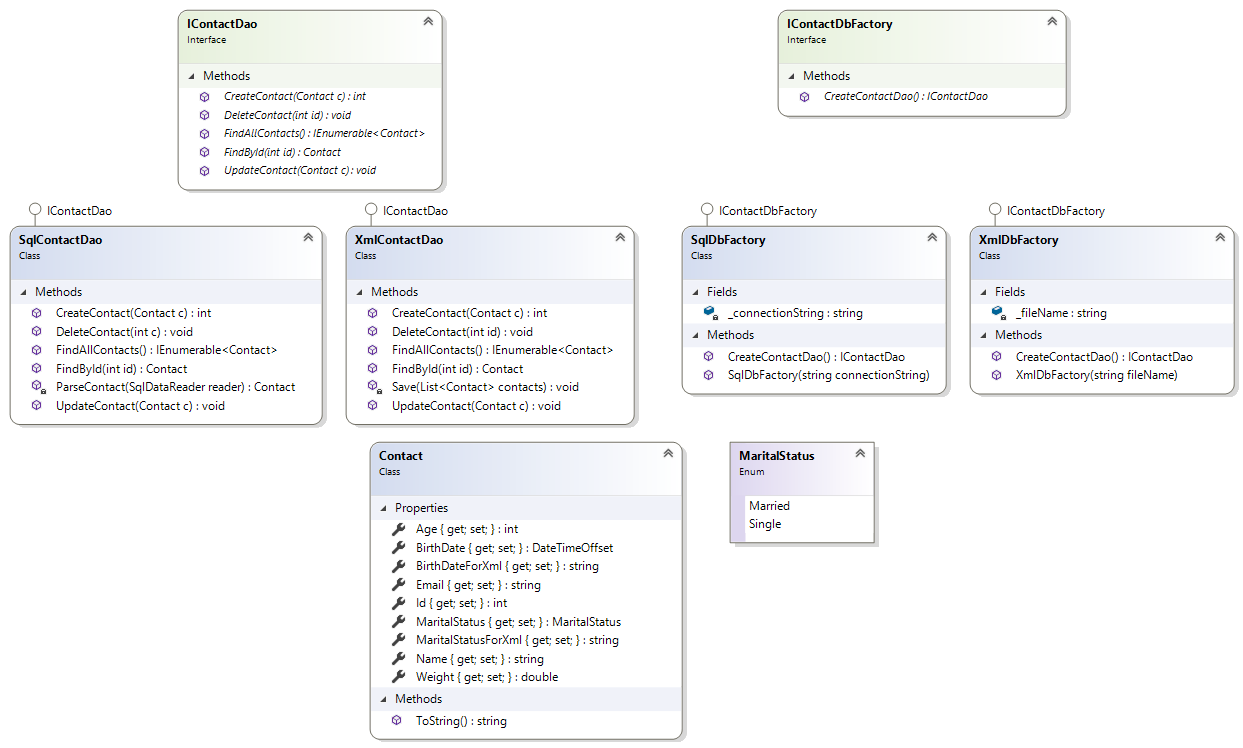 IContactDao
Interface
Methods
CreateContact(Contact c) : int
DeleteContact(int id) : void
FindAllContacts() : IEnumerable<Contact>
FindById(int id) : Contact
UpdateContact(Contact c) : void
IContactDbFactory
Interface
Methods
CreateContactDao() : IContactDao
IContactDao
SqlContactDao
Class
Methods
CreateContact(Contact c) : int
DeleteContact(int c) : void
FindAllContacts() : IEnumerable<Contact>
FindById(int id) : Contact
ParseContact(SqlDataReader reader) : Contact
UpdateContact(Contact c) : void
IContactDao
XmlContactDao
Class
Methods
CreateContact(Contact c) : int
DeleteContact(int id) : void
FindAllContacts() : IEnumerable<Contact>
FindById(int id) : Contact
Save(List<Contact> contacts) : void
UpdateContact(Contact c) : void
IContactDbFactory
SqlDbFactory
Class
Fields
_connectionString : string
Methods
CreateContactDao() : IContactDao
SqlDbFactory(string connectionString)
IContactDbFactory
XmlDbFactory
Class
Fields
_fileName : string
Methods
CreateContactDao() : IContactDao
XmlDbFactory(string fileName)
Contact
Class
Properties
Age { get; set; } : int
BirthDate { get; set; } : DateTimeOffset
BirthDateForXml { get; set; } : string
Email { get; set; } : string
Id { get; set; } : int
MaritalStatus { get; set; } : MaritalStatus
MaritalStatusForXml { get; set; } : string
Name { get; set; } : string
Weight { get; set; } : double
Methods
ToString() : string
MaritalStatus
Enum
Married
Single